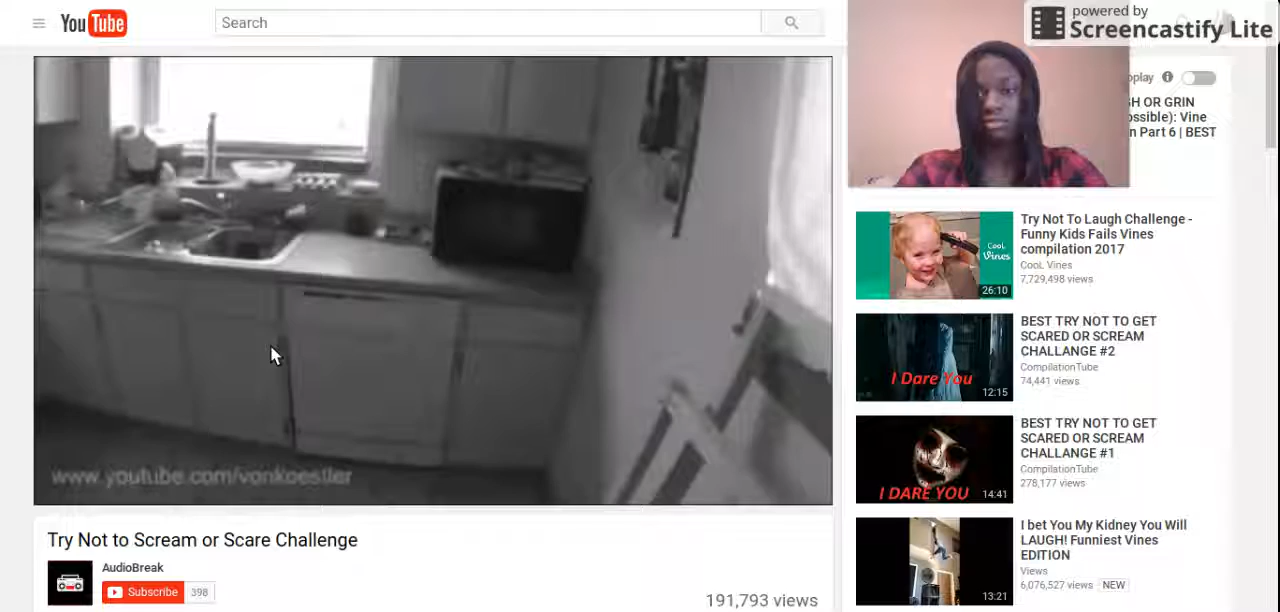 YouTube
Search
powered by
Screencastify Lite
play
H OR GRIN
ossible): Vine
n Part 6 | BEST
www.youtube.com/vonkoestler
Try Not To Laugh Challenge -
Funny Kids Fails Vines
compilation 2017
CooL Vines
7,729,498 views
CooL
Vines
26:10
BEST TRY NOT TO GET
SCARED OR SCREAM
CHALLANGE #2
CompilationTube
74,441 views
I Dare You
12:15
BEST TRY NOT TO GET
SCARED OR SCREAM
CHALLANGE #1
CompilationTube
278,177 views
I DARE YOU
14:41
I bet You My Kidney You Will
LAUGH! Funniest Vines
EDITION
Views
6,076,527 views NEW
13:21
Try Not to Scream or Scare Challenge
AudioBreak
Subscribe 398
191,793 views